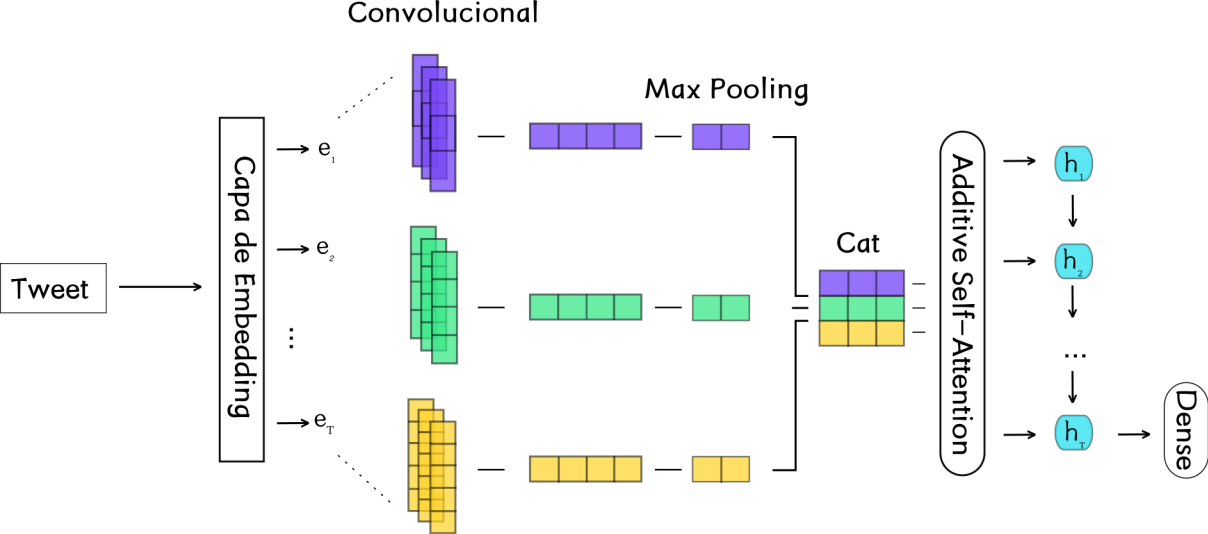 Convolucional
Max Pooling
Tweet
Capa de Embedding
e1
e2
...
eT
Cat
Additive Self-Attention
h1
h2
...
hT
Dense